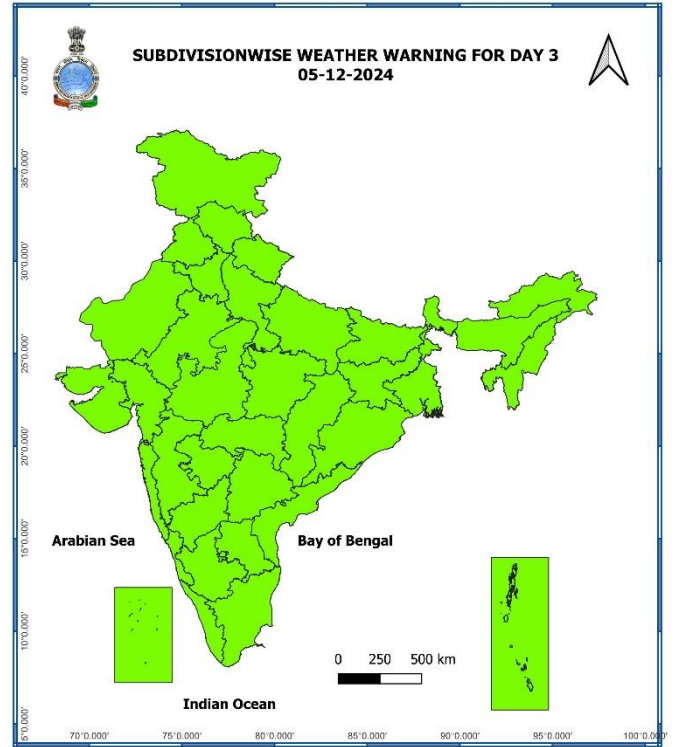 SUBDIVISIONWISE WEATHER WARNING FOR DAY 3
05-12-2024
40°0.000'
35°0.000'
30°0.000'
25°0.000'
20°0.000'
15°0.000'
10°0.000'
5°0.000'
Arabian Sea
Bay of Bengal
0 250 500 km
Indian Ocean
70°0.000' 75°0.000' 80°0.000' 85°0.000' 90°0.000' 95°0.000' 100°0.000'